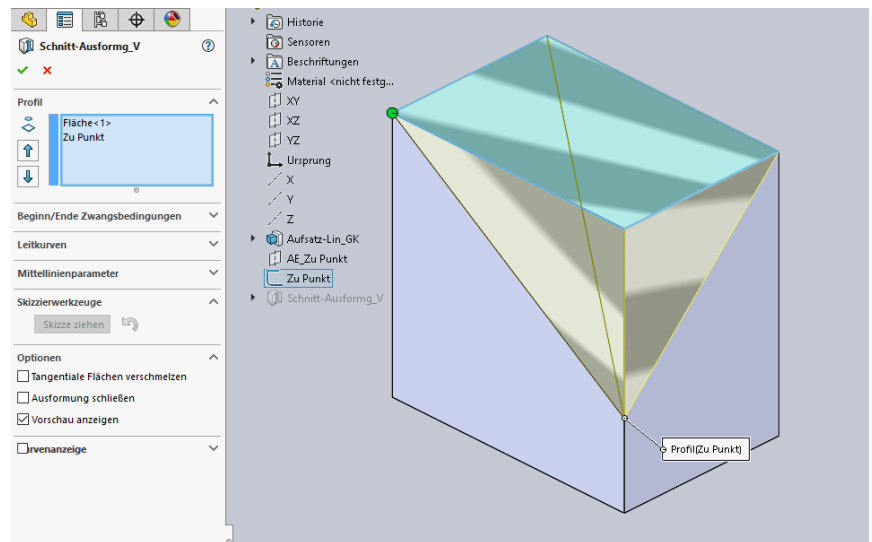 Schnitt-Ausformg_V
Profil
Fläche<1>
Zu Punkt
Beginn/Ende Zwangsbedingungen
Leitkurven
Mittellinienparameter
Skizzierwerkzeuge
Skizze ziehen
Optionen
Tangentiale Flächen verschmelzen
Ausformung schließen
Vorschau anzeigen
rvenanzeige
Historie
Sensoren
Beschriftungen
Material <nicht festg...
XY
XZ
YZ
Ursprung
X
Y
Z
Aufsatz-Lin_GK
AE_Zu Punkt
Zu Punkt
Schnitt-Ausformg_V
Profil(Zu Punkt)